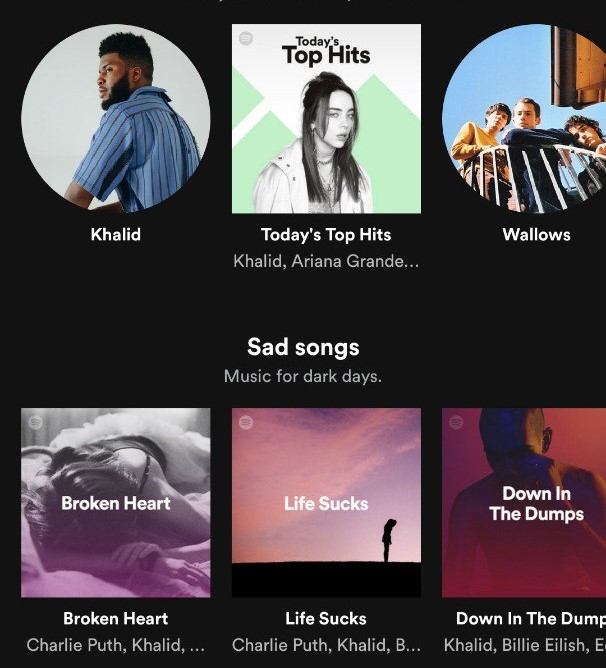 Today's
Top Hits
Khalid
Today's Top Hits
Wallows
Khalid, Ariana Grande...
Sad songs
Music for dark days.
Broken Heart
Life Sucks
Down In
The Dumps
Broken Heart
Life Sucks
Down In The Dump
Charlie Puth, Khalid, ...
Charlie Puth, Khalid, B...
Khalid, Billie Eilish, E